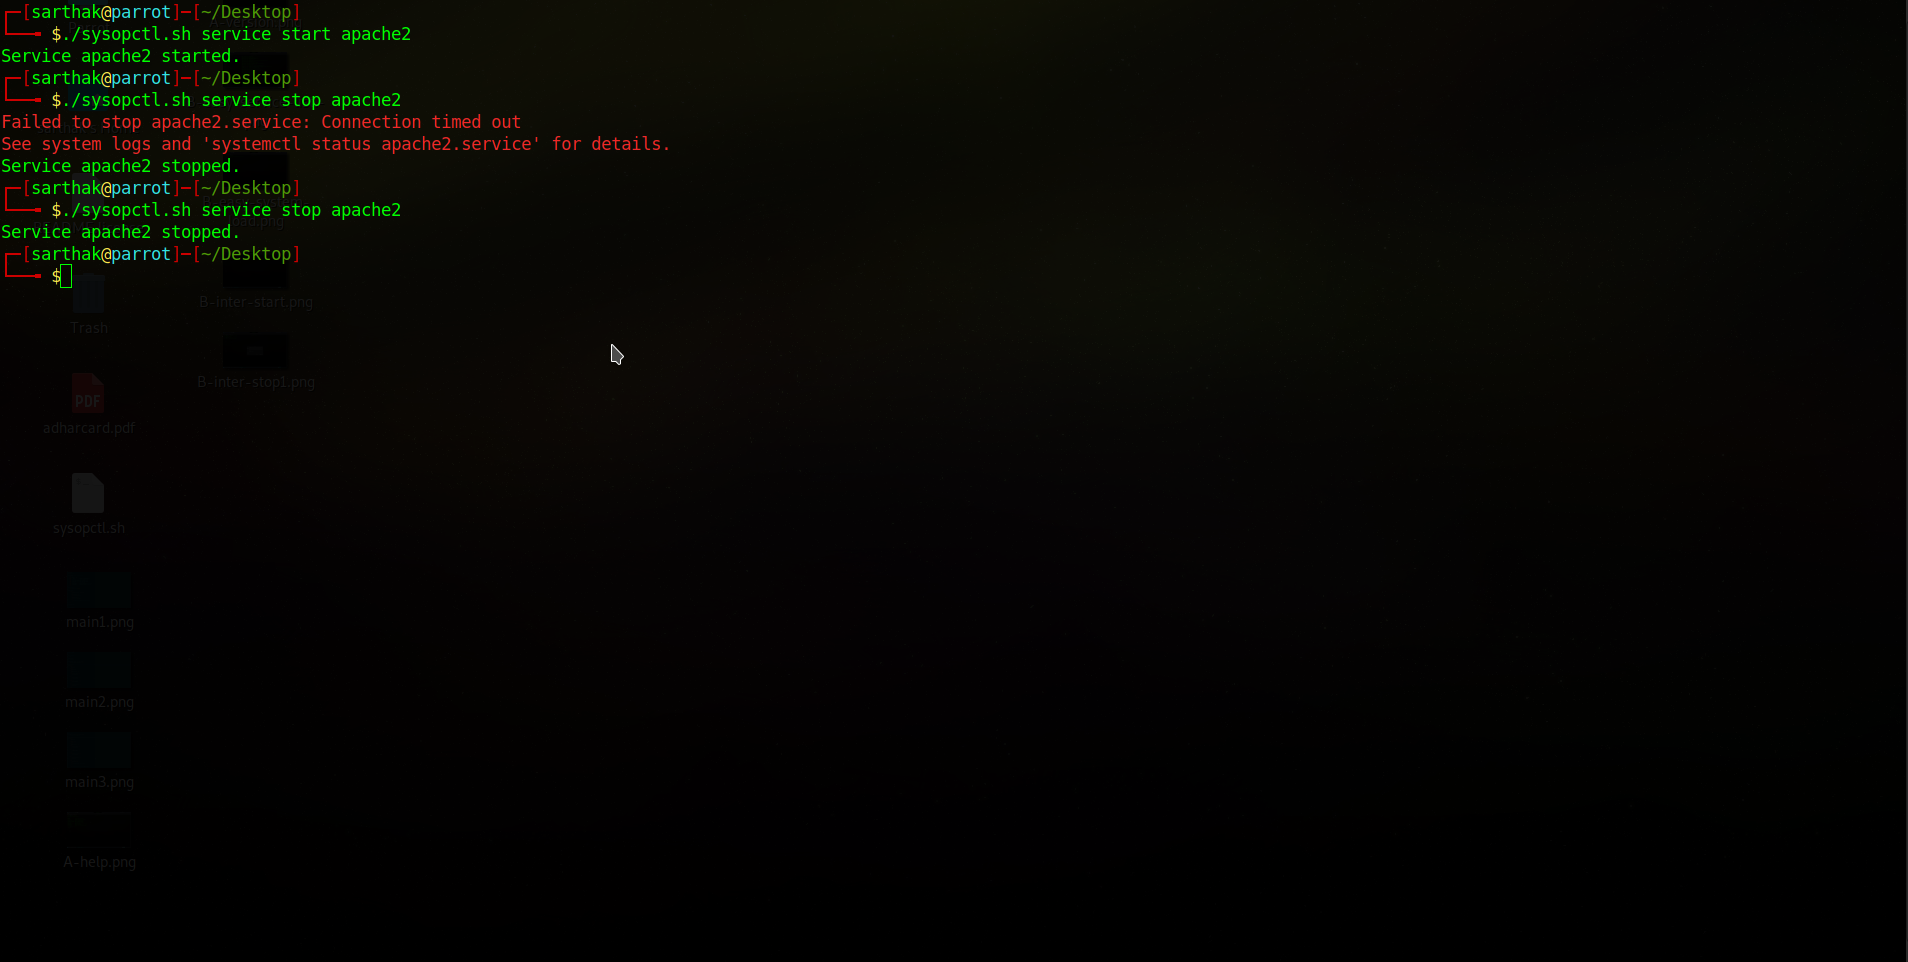 ┌─[sarthak@parrot]─[~/Desktop]
└──╼ $./sysopctl.sh service start apache2
Service apache2 started.
┌─[sarthak@parrot]─[~/Desktop]
└──╼ $./sysopctl.sh service stop apache2
Failed to stop apache2.service: Connection timed out
See system logs and 'systemctl status apache2.service' for details.
Service apache2 stopped.
┌─[sarthak@parrot]─[~/Desktop]
└──╼ $./sysopctl.sh service stop apache2
Service apache2 stopped.
┌─[sarthak@parrot]─[~/Desktop]
└──╼ $
B-inter-start.png
Trash
B-inter-stop1.png
PDF
adharcard.pdf
sysopctl.sh
main1.png
main2.png
main3.png
A-help.png